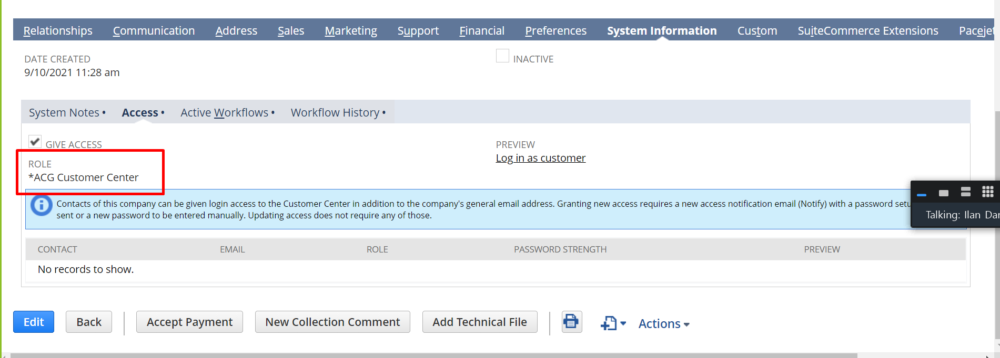 Relationships Communication Address Sales Marketing Support Financial Preferences System Information Custom SuiteCommerce Extensions Pacejet
DATE CREATED
9/10/2021 11:28 am
INACTIVE
System Notes • Access • Active Workflows • Workflow History •
GIVE ACCESS
ROLE
*ACG Customer Center
PREVIEW
Log in as customer
Contacts of this company can be given login access to the Customer Center in addition to the company's general email address. Granting new access requires a new access notification email (Notify) with a password setu
sent or a new password to be entered manually. Updating access does not require any of those.
Talking: Ilan Dar
CONTACT EMAIL ROLE PASSWORD STRENGTH PREVIEW
No records to show.
Edit Back Accept Payment New Collection Comment Add Technical File Actions